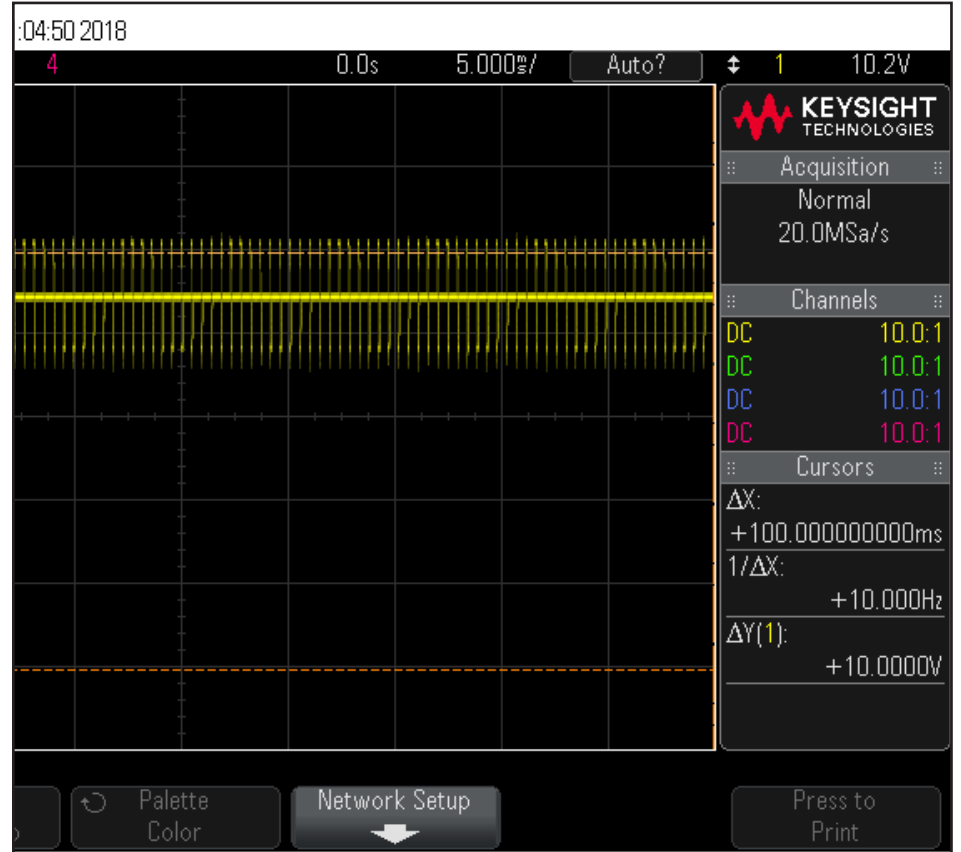 :04:50 2018
4 0.0s 5.000ms/ Auto? 1 10.2V
KEYSIGHT
TECHNOLOGIES
Acquisition
Normal
20.0MSa/s
Channels
DC 10.0:1
DC 10.0:1
DC 10.0:1
DC 10.0:1
Cursors
ΔX:
+100.000000000ms
1/ΔX:
+10.000Hz
ΔY(1):
+10.0000V
Palette
Color
Network Setup
Press to
Print